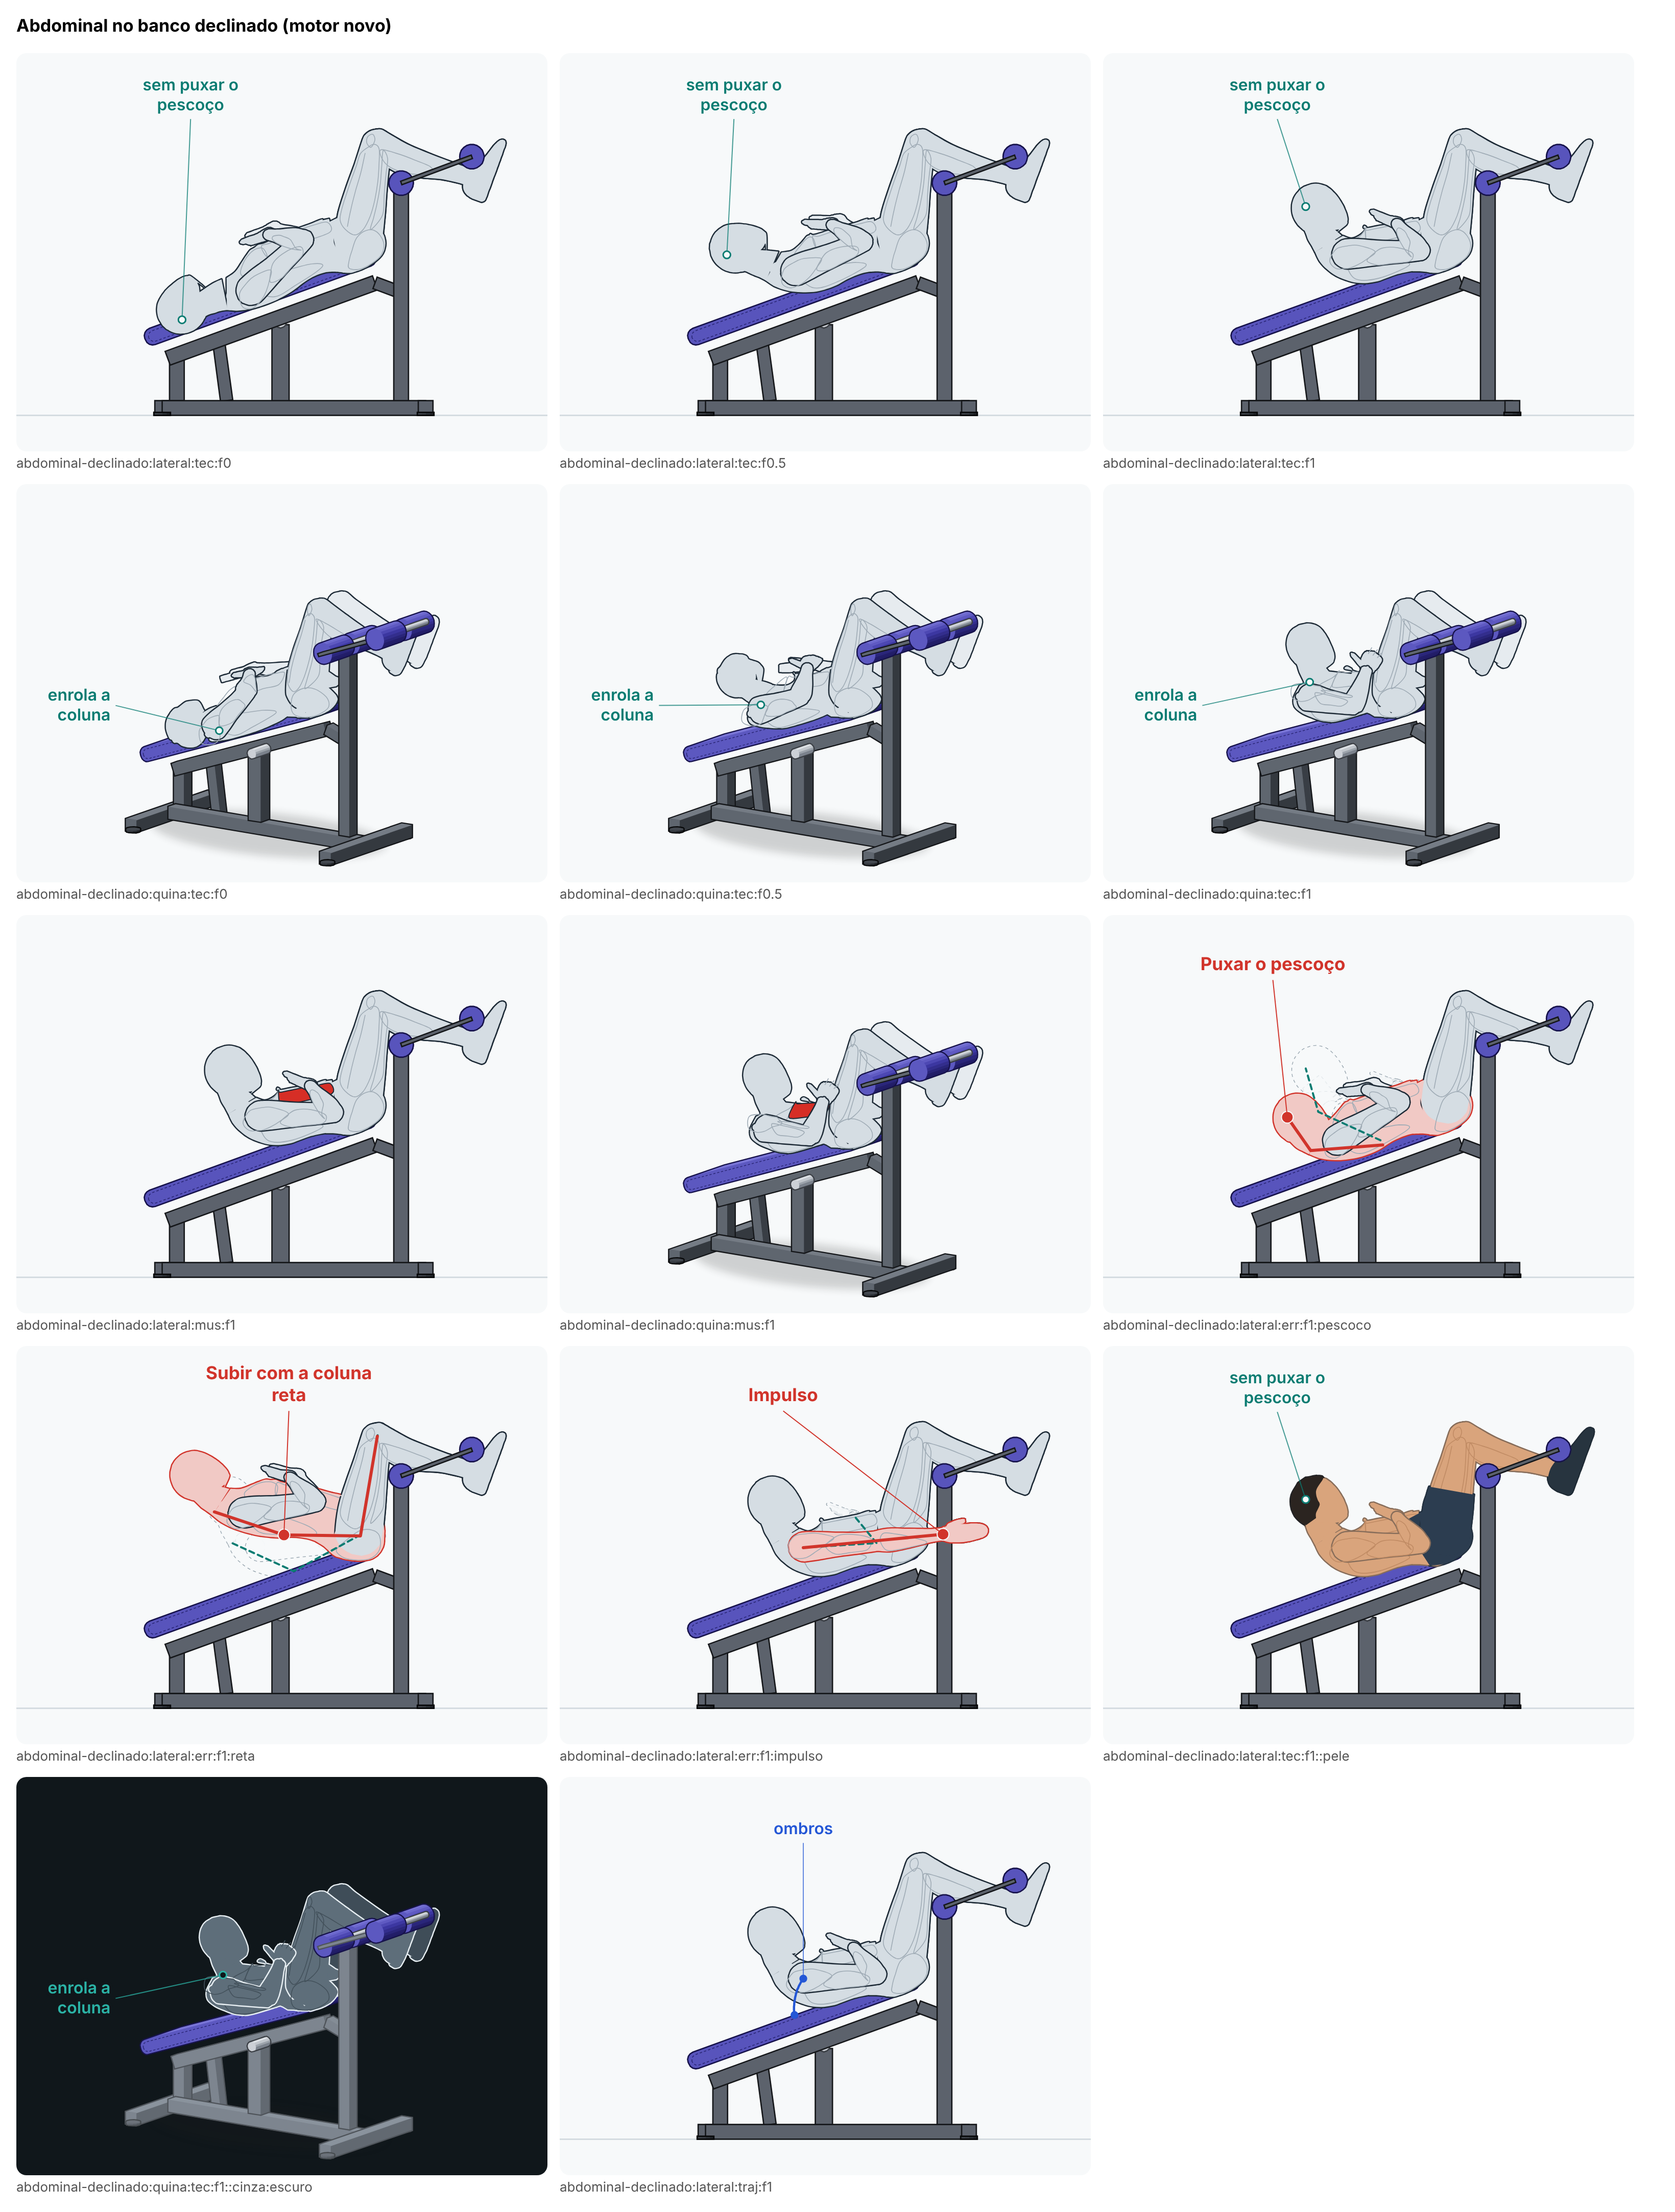 Abdominal no banco declinado (motor novo)
sem puxar o
pescoço
sem puxar o
pescoço
sem puxar o
pescoço
abdominal-declinado:lateral:tec:f0
abdominal-declinado:lateral:tec:f0.5
abdominal-declinado:lateral:tec:f1
enrola a
coluna
enrola a
coluna
enrola a
coluna
abdominal-declinado:quina:tec:f0
abdominal-declinado:quina:tec:f0.5
abdominal-declinado:quina:tec:f1
Puxar o pescoço
abdominal-declinado:lateral:mus:f1
abdominal-declinado:quina:mus:f1
abdominal-declinado:lateral:err:f1:pescoco
Subir com a coluna
reta
Impulso
sem puxar o
pescoço
abdominal-declinado:lateral:err:f1:reta
abdominal-declinado:lateral:err:f1:impulso
abdominal-declinado:lateral:tec:f1::pele
enrola a
coluna
ombros
abdominal-declinado:quina:tec:f1::cinza:escuro
abdominal-declinado:lateral:traj:f1